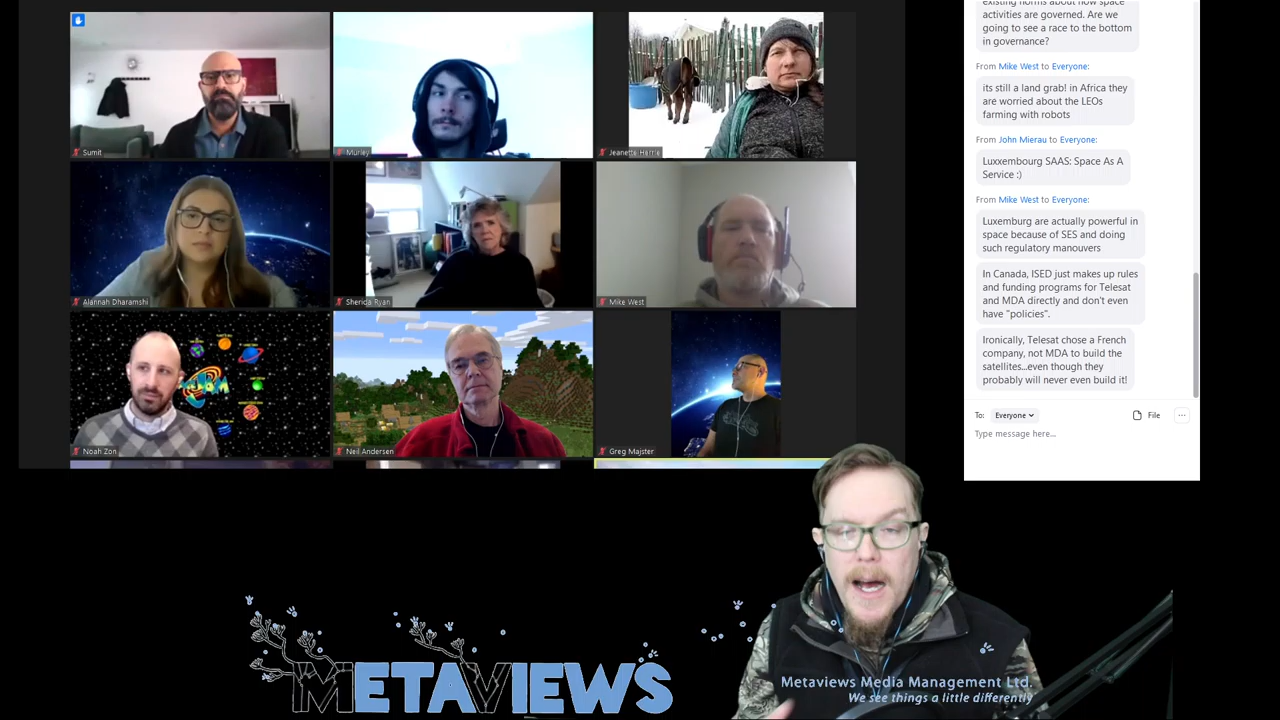 Sumit
Murley
Jeanette Herrle
Alannah Dharamshi
Sherida Ryan
Mike West
Noah Zon
Neil Andersen
Greg Majster
existing norms about how space
activities are governed. Are we
going to see a race to the bottom
in governance?
From Mike West to Everyone:
its still a land grab! in Africa they
are worried about the LEOs
farming with robots
From John Mierau to Everyone:
Luxxembourg SAAS: Space As A
Service :)
From Mike West to Everyone:
Luxemburg are actually powerful in
space because of SES and doing
such regulatory manouvers
In Canada, ISED just makes up rules
and funding programs for Telesat
and MDA directly and don't even
have "policies".
Ironically, Telesat chose a French
company, not MDA to build the
satellites...even though they
probably will never even build it!
To: Everyone
File
Type message here...
METAVIEWS
Metaviews Media Management Ltd.
We see things a little differently